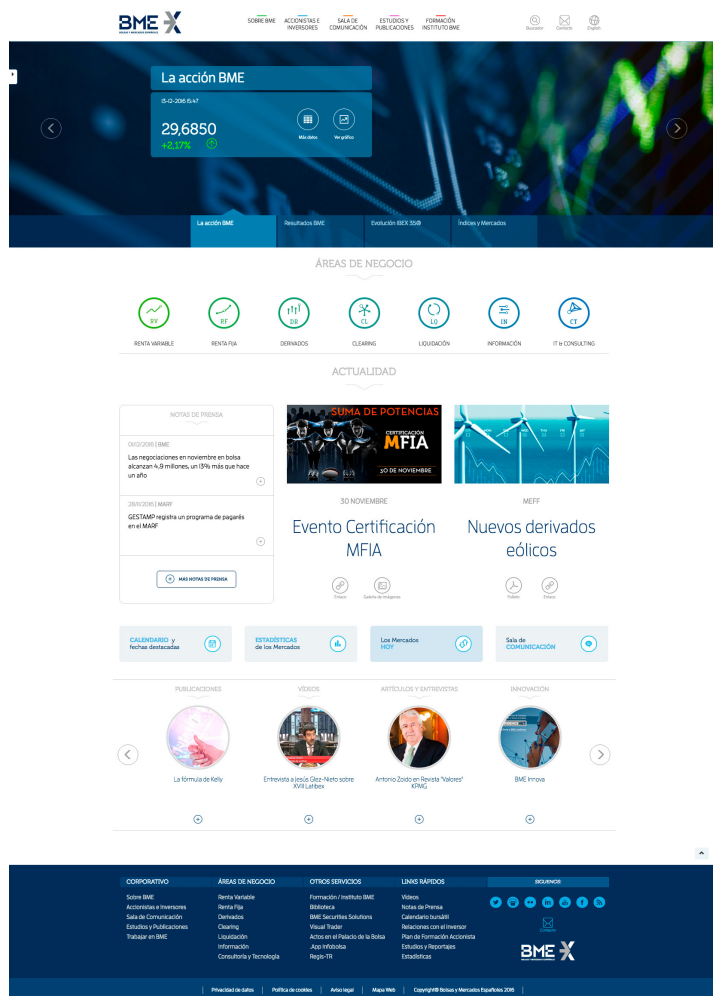 BME X
BOLSAS Y MERCADOS ESPAÑOLES
SOBRE BME
ACCIONISTAS E
INVERSORES
SALA DE
COMUNICACIÓN
ESTUDIOS Y
PUBLICACIONES
FORMACIÓN
INSTITUTO BME
Buscador
Contacto
English
La acción BME
13-12-2016 15:47
29,6850
+2,17%
Más datos
Ver gráfico
La acción BME
Resultados BME
Evolución IBEX 35®
Índices y Mercados
ÁREAS DE NEGOCIO
RV
RF
DR
CL
LQ
IN
CT
RENTA VARIABLE
RENTA FIJA
DERIVADOS
CLEARING
LIQUIDACIÓN
INFORMACIÓN
IT & CONSULTING
ACTUALIDAD
NOTAS DE PRENSA
01/12/2016 | BME
Las negociaciones en noviembre en bolsa
alcanzan 4,9 millones, un 13% más que hace
un año
28/11/2016 | MARF
GESTAMP registra un programa de pagarés
en el MARF
MÁS NOTAS DE PRENSA
SUMA DE POTENCIAS
CERTIFICACIÓN
MFIA
30 DE NOVIEMBRE
30 NOVIEMBRE
Evento Certificación
MFIA
Enlace
Galería de imágenes
MEFF
Nuevos derivados
eólicos
Folleto
Enlace
CALENDARIO y
fechas destacadas
ESTADÍSTICAS
de los Mercados
Los Mercados
HOY
Sala de
COMUNICACIÓN
PUBLICACIONES
VÍDEOS
ARTÍCULOS Y ENTREVISTAS
INNOVACIÓN
La fórmula de Kelly
Entrevista a Jesús Glez-Nieto sobre
XVII Latibex
Antonio Zoido en Revista "Valores"
KPMG
BME Innova
CORPORATIVO
Sobre BME
Accionistas e Inversores
Sala de Comunicación
Estudios y Publicaciones
Trabajar en BME
ÁREAS DE NEGOCIO
Renta Variable
Renta Fija
Derivados
Clearing
Liquidación
Información
Consultoría y Tecnología
OTROS SERVICIOS
Formación / Instituto BME
Biblioteca
BME Securities Solutions
Visual Trader
Actos en el Palacio de la Bolsa
.App Infobolsa
Regis-TR
LINKS RÁPIDOS
Vídeos
Notas de Prensa
Calendario bursátil
Relaciones con el Inversor
Plan de Formación Accionista
Estudios y Reportajes
Estadísticas
SÍGUENOS
Contacto
BME X
BOLSAS Y MERCADOS ESPAÑOLES
| Privacidad de datos | Política de cookies | Aviso legal | Mapa Web | Copyright® Bolsas y Mercados Españoles 2016 |